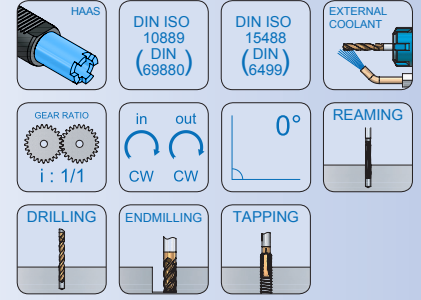 HAAS
DIN ISO
10889
(DIN
69880)
DIN ISO
15488
(DIN
6499)
EXTERNAL
COOLANT
GEAR RATIO
i : 1/1
in out
CW CW
0°
REAMING
DRILLING
ENDMILLING
TAPPING